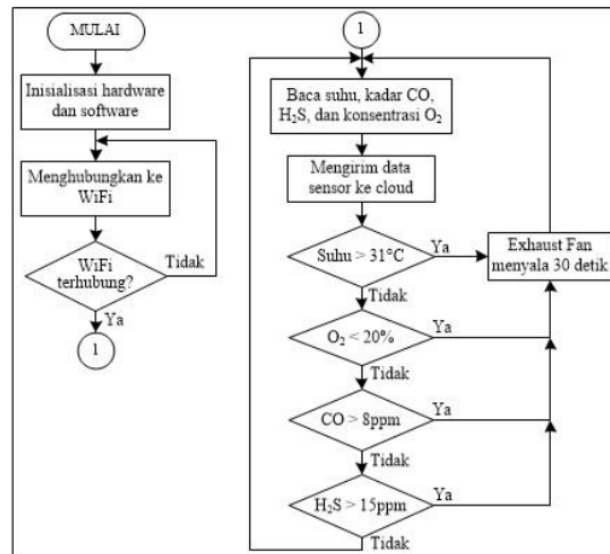 MULAI
Inisialisasi hardware
dan software
Menghubungkan ke
WiFi
WiFi
terhubung?
Tidak
Ya
1
1
Baca suhu, kadar CO,
H₂S, dan konsentrasi O₂
Mengirim data
sensor ke cloud
Suhu > 31°C
Ya
Exhaust Fan
menyala 30 detik
Tidak
O₂ < 20%
Ya
Tidak
CO > 8ppm
Ya
Tidak
H₂S > 15ppm
Ya
Tidak